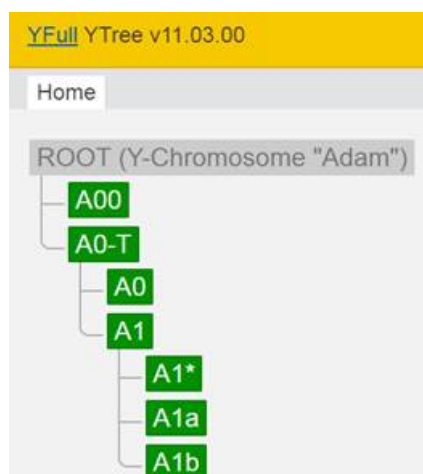 YFull YTree v11.03.00
Home
ROOT (Y-Chromosome "Adam")
A00
A0-T
A0
A1
A1*
A1a
A1b